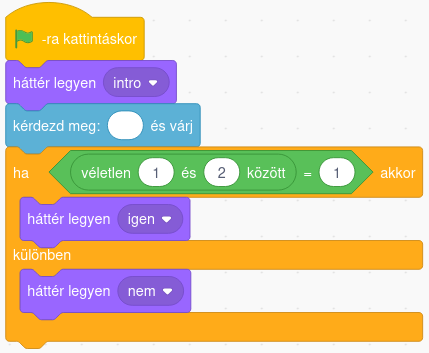 -ra kattintáskor
háttér legyen intro
kérdezd meg: és várj
ha véletlen 1 és 2 között = 1 akkor
háttér legyen igen
különben
háttér legyen nem